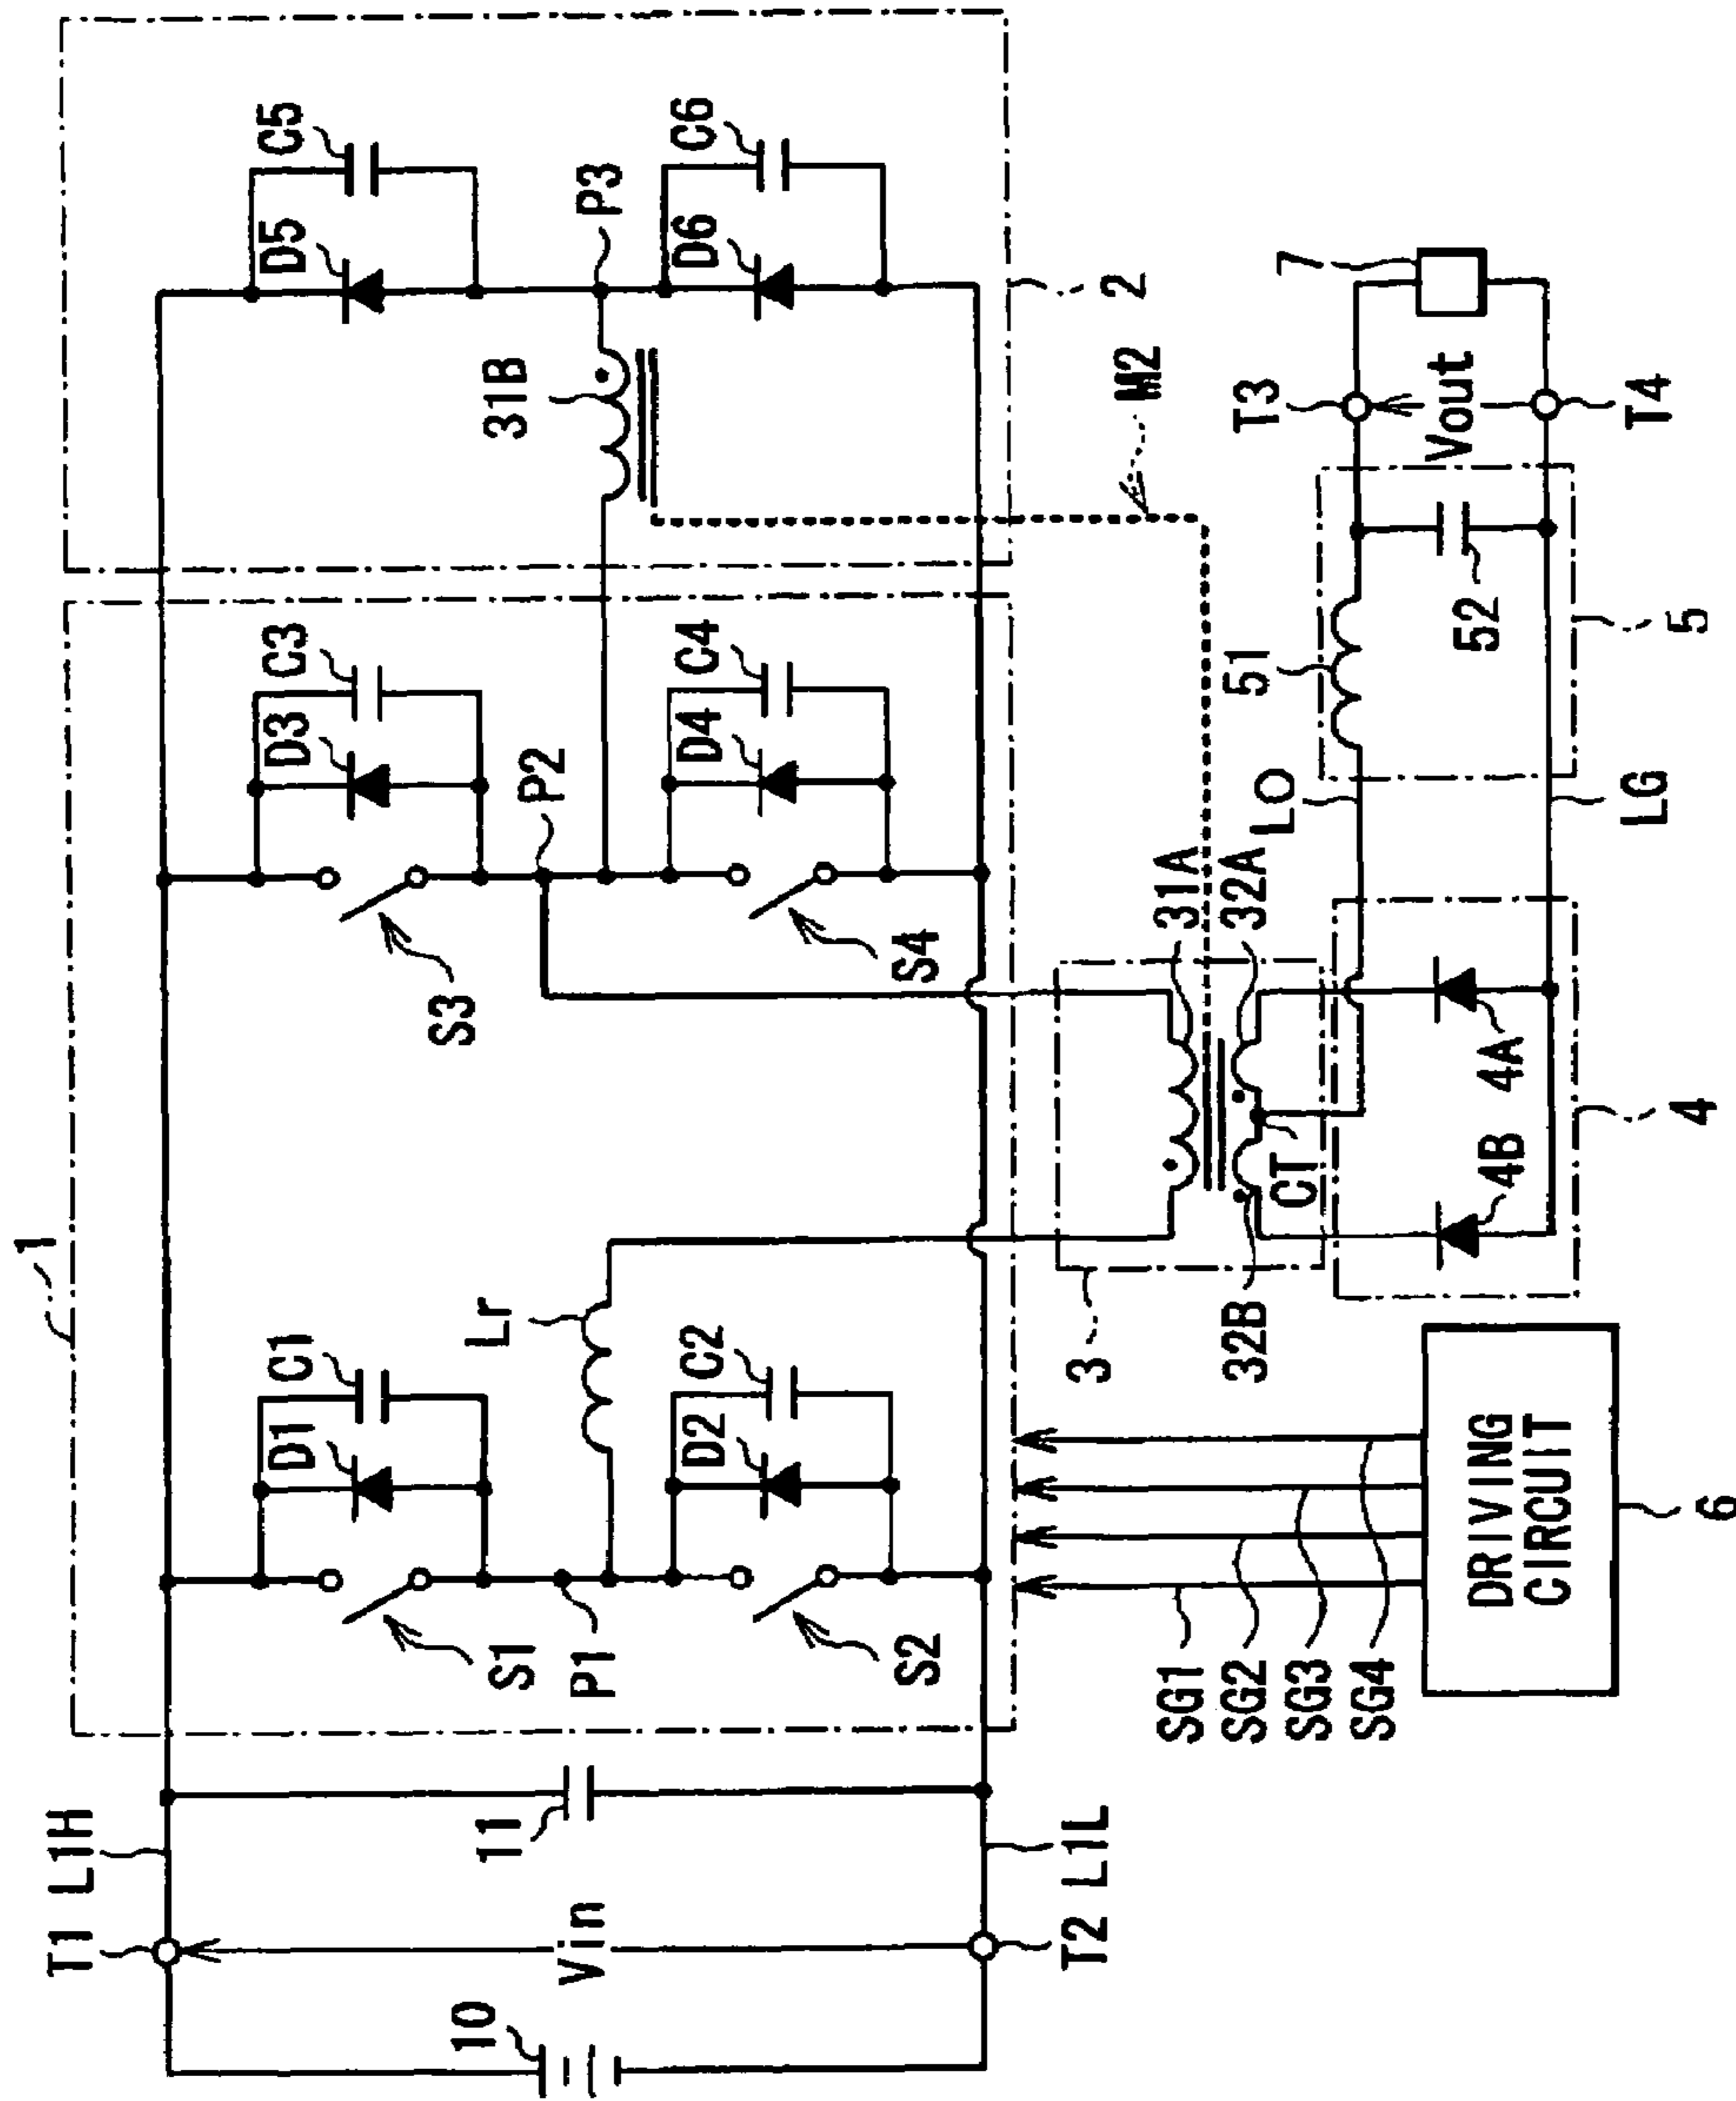 1
T1
L1H
10
Vin
11
T2
L1L
S1
D1
C1
P1
Lr
S2
D2
C2
S3
D3
C3
P2
S4
D4
C4
D5
C5
31B
P3
D6
C6
2
M2
SG1
SG2
SG3
SG4
DRIVING
CIRCUIT
6
3
31A
32A
32B
CT
4B
4A
4
LO
LG
51
52
5
T3
Vout
T4
7